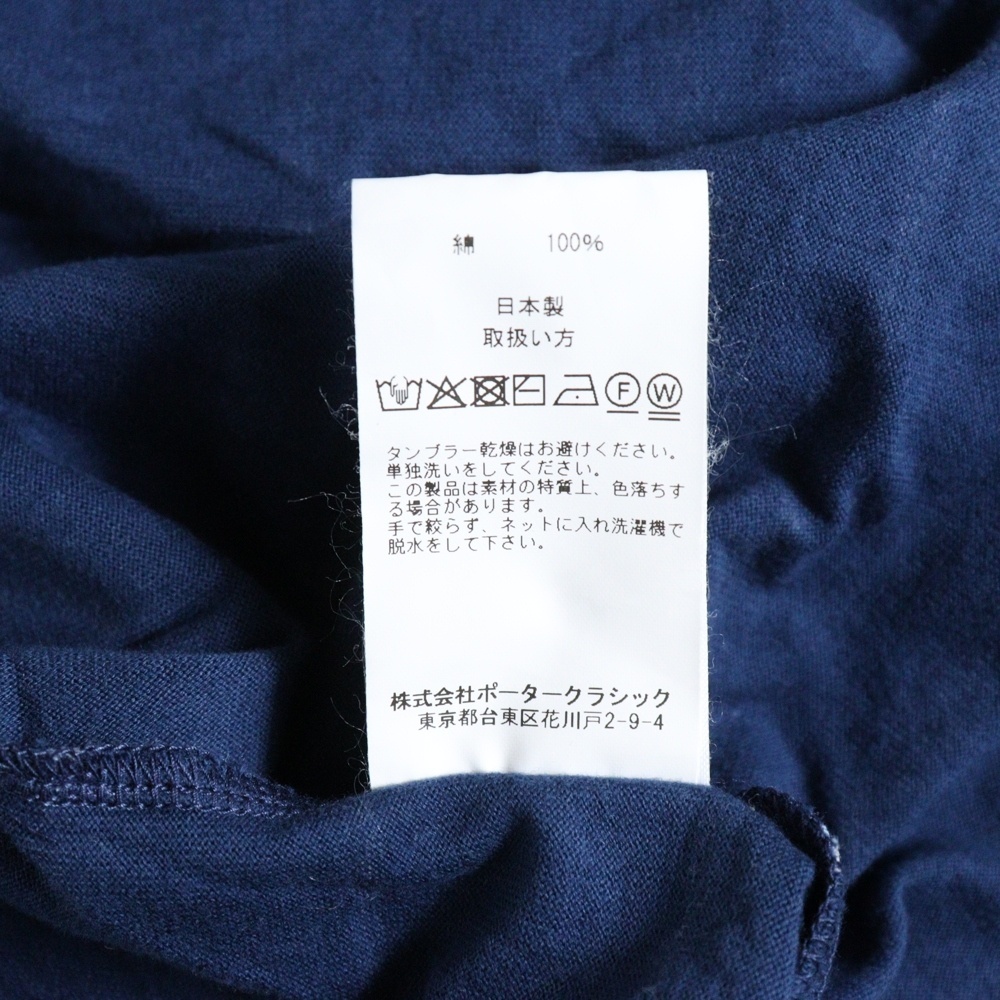 綿 100%
日本製
取扱い方
F W
タンブラー乾燥はお避けください。
単独洗いをしてください。
この製品は素材の特質上、色落ちす
る場合があります。
手で絞らず、ネットに入れ洗濯機で
脱水をして下さい。
株式会社ポータークラシック
東京都台東区花川戸2-9-4